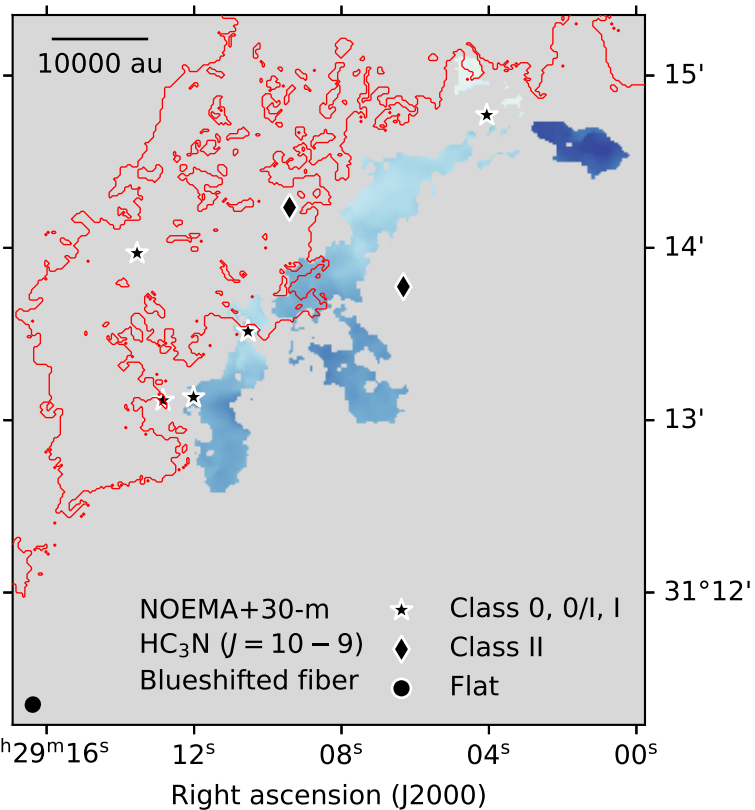 10000 au
15'
14'
13'
31°12'
NOEMA+30-m
HC₃N (J = 10 − 9)
Blueshifted fiber
Class 0, 0/I, I
Class II
Flat
ʰ29ᵐ16ˢ 12ˢ 08ˢ 04ˢ 00ˢ
Right ascension (J2000)